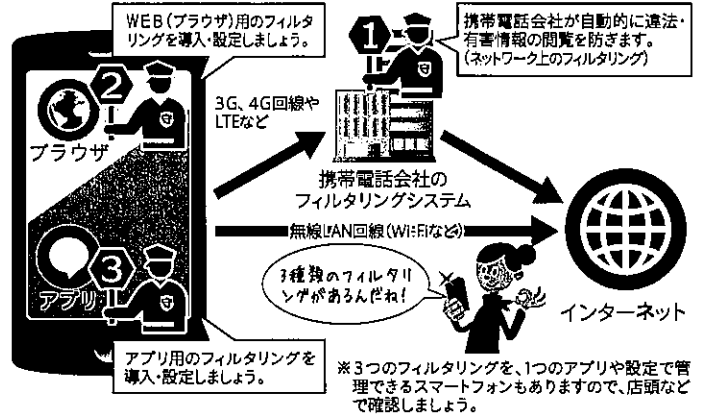 WEB(ブラウザ)用のフィルタ
リングを導入・設定しましょう。
1
携帯電話会社が自動的に違法・
有害情報の閲覧を防ぎます。
(ネットワーク上のフィルタリング)
2
ブラウザ
3G、4G回線や
LTEなど
携帯電話会社の
フィルタリングシステム
無線LAN回線(Wi-Fiなど)
3種類のフィルタリ
ングがあるんだね!
インターネット
3
アプリ
アプリ用のフィルタリングを
導入・設定しましょう。
※3つのフィルタリングを、1つのアプリや設定で管
理できるスマートフォンもありますので、店頭など
で確認しましょう。